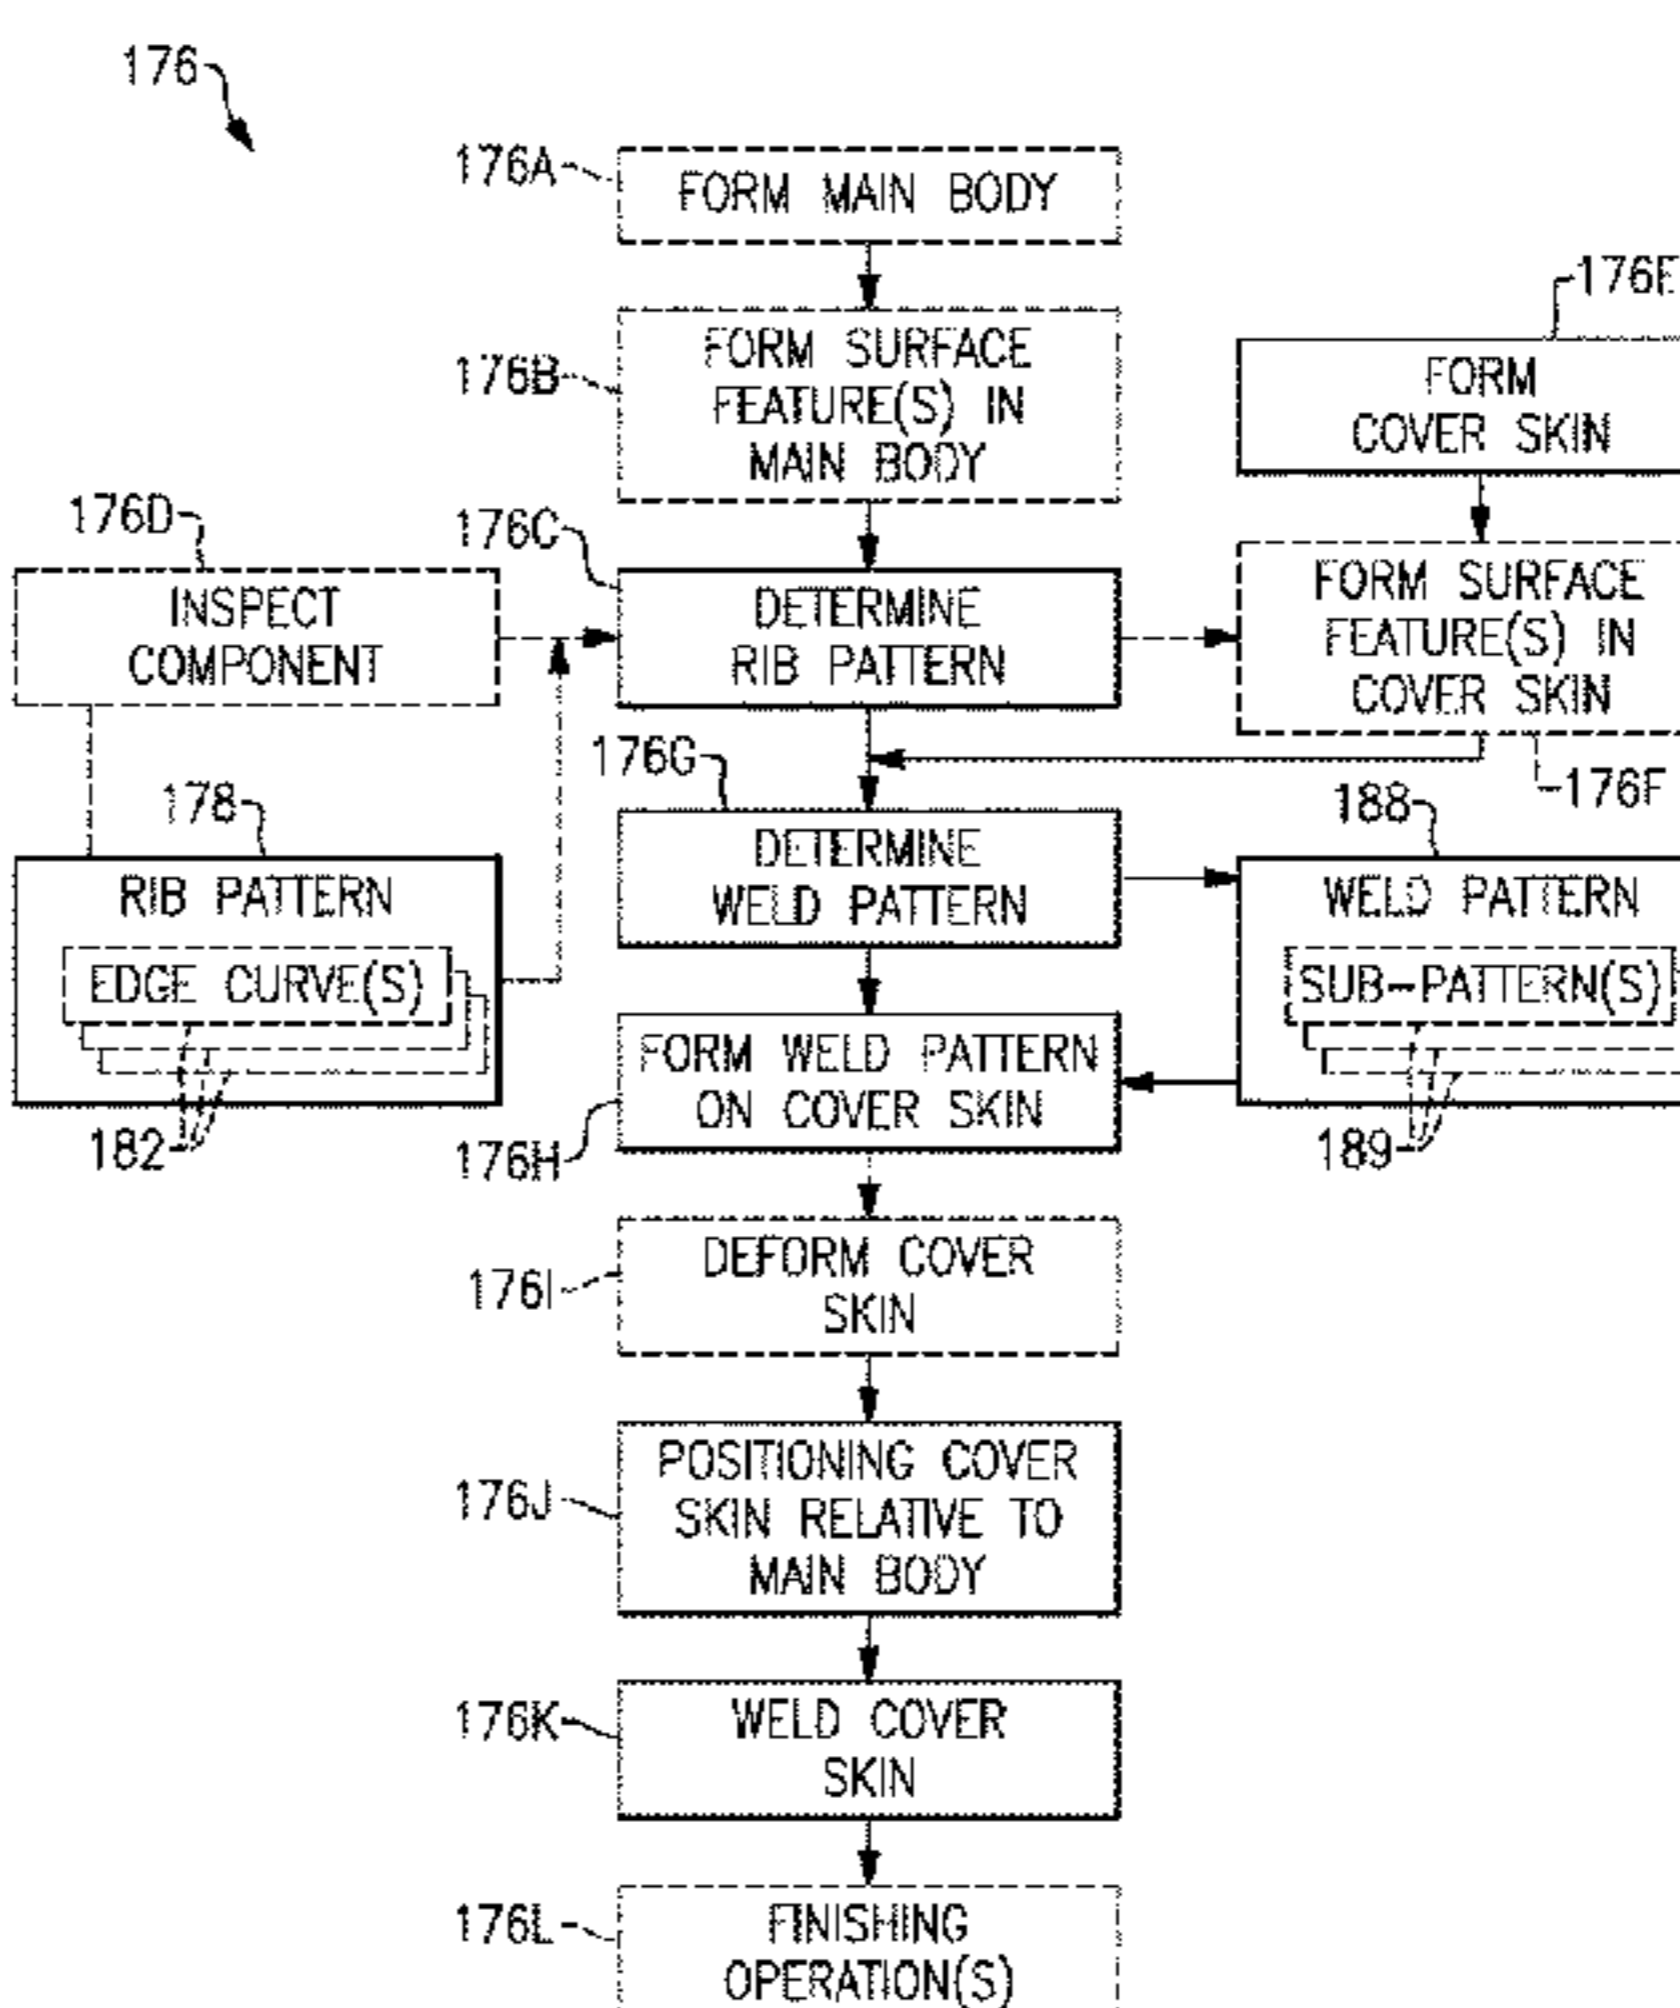 176
176A
FORM MAIN BODY
176B
FORM SURFACE
FEATURE(S) IN
MAIN BODY
176E
FORM
COVER SKIN
176D
INSPECT
COMPONENT
176C
DETERMINE
RIB PATTERN
FORM SURFACE
FEATURE(S) IN
COVER SKIN
176F
178
RIB PATTERN
EDGE CURVE(S)
182
176G
DETERMINE
WELD PATTERN
188
WELD PATTERN
SUB-PATTERN(S)
189
FORM WELD PATTERN
ON COVER SKIN
176H
DEFORM COVER
SKIN
176I
POSITIONING COVER
SKIN RELATIVE TO
MAIN BODY
176J
176K
WELD COVER
SKIN
176L
FINISHING
OPERATION(S)